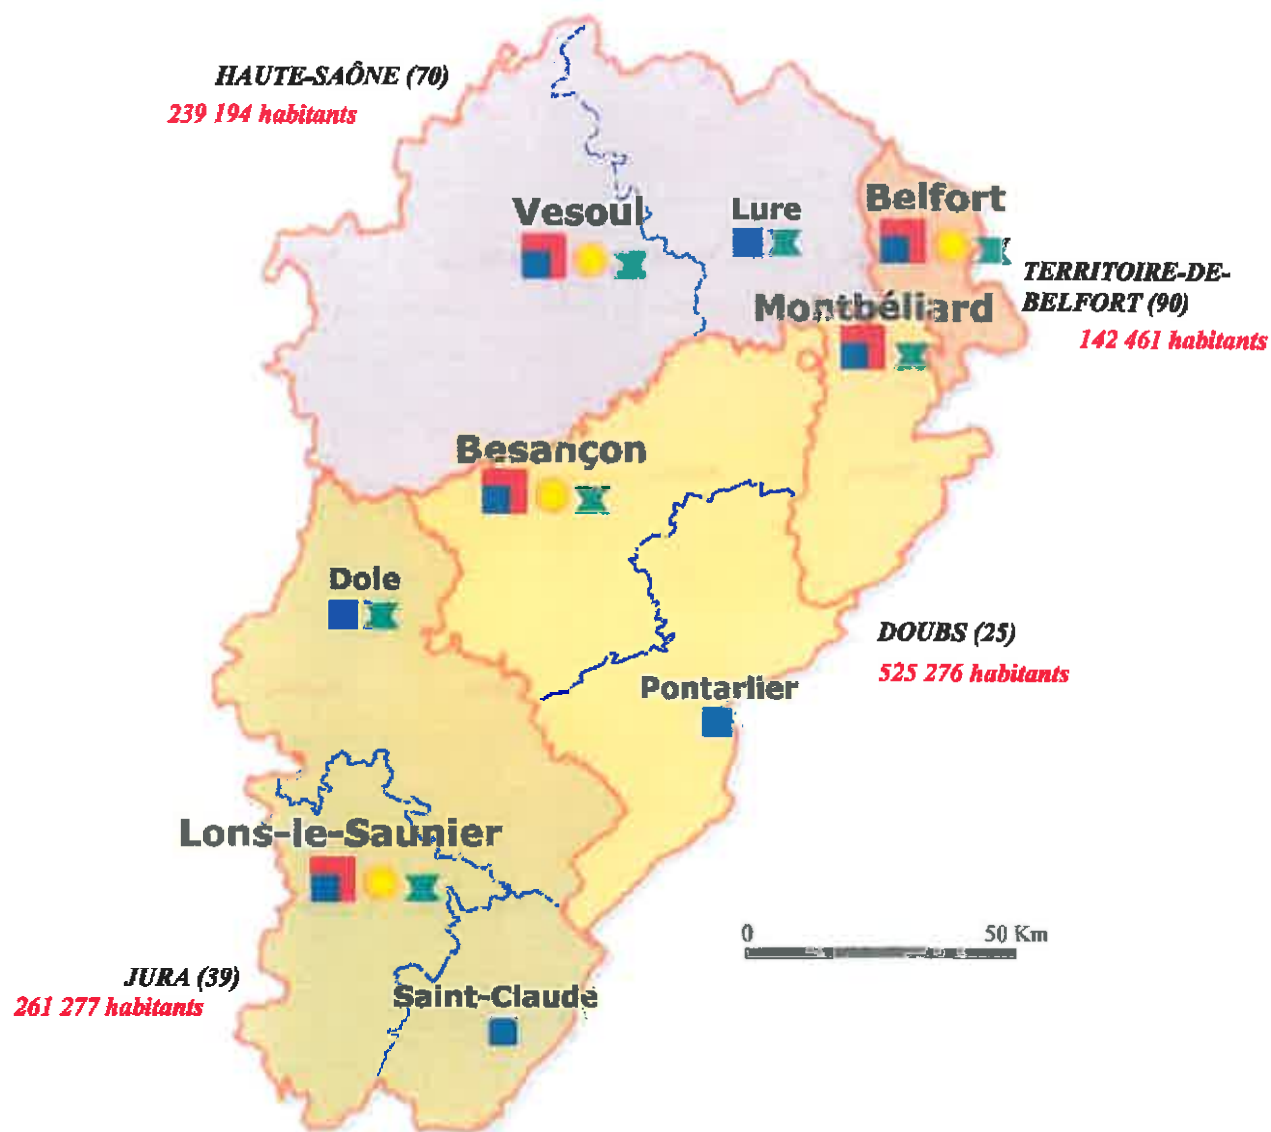 HAUTE-SAÔNE (70)
239 194 habitants
Vesoul
Lure
Belfort
TERRITOIRE-DE-
BELFORT (90)
142 461 habitants
Montbéliard
Besançon
Dole
DOUBS (25)
525 276 habitants
Pontarlier
Lons-le-Saunier
0 50 Km
JURA (39)
261 277 habitants
Saint-Claude